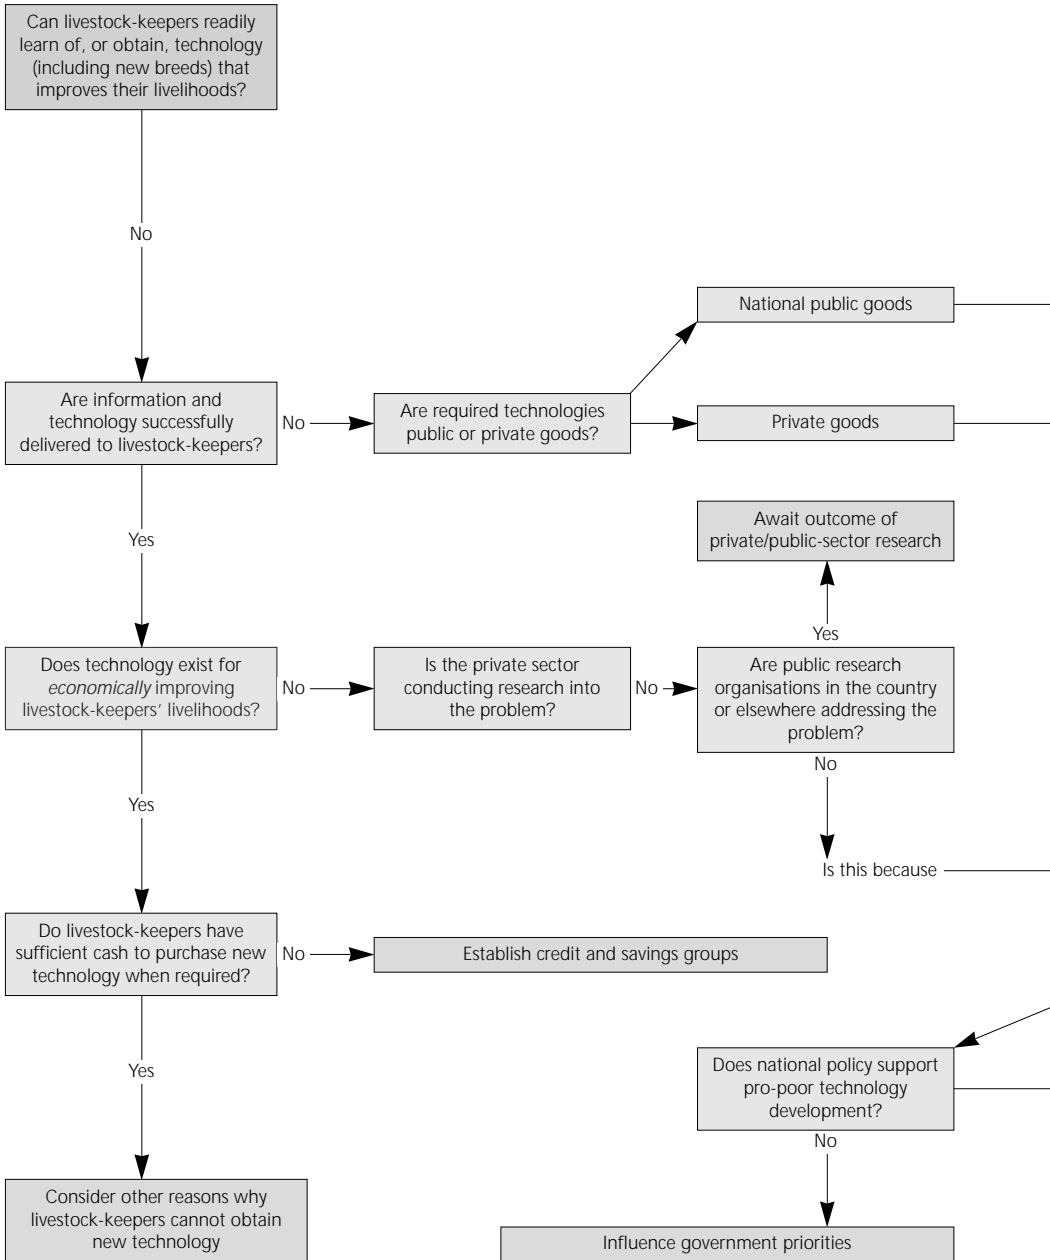 Can livestock-keepers readily
learn of, or obtain, technology
(including new breeds) that
improves their livelihoods?
No
National public goods
Are information and
technology successfully
delivered to livestock-keepers?
No
Are required technologies
public or private goods?
Private goods
Await outcome of
private/public-sector research
Yes
Yes
Does technology exist for
economically improving
livestock-keepers' livelihoods?
No
Is the private sector
conducting research into
the problem?
No
Are public research
organisations in the country
or elsewhere addressing the
problem?
No
Yes
Is this because
Do livestock-keepers have
sufficient cash to purchase new
technology when required?
No
Establish credit and savings groups
Yes
Does national policy support
pro-poor technology
development?
No
Consider other reasons why
livestock-keepers cannot obtain
new technology
Influence government priorities